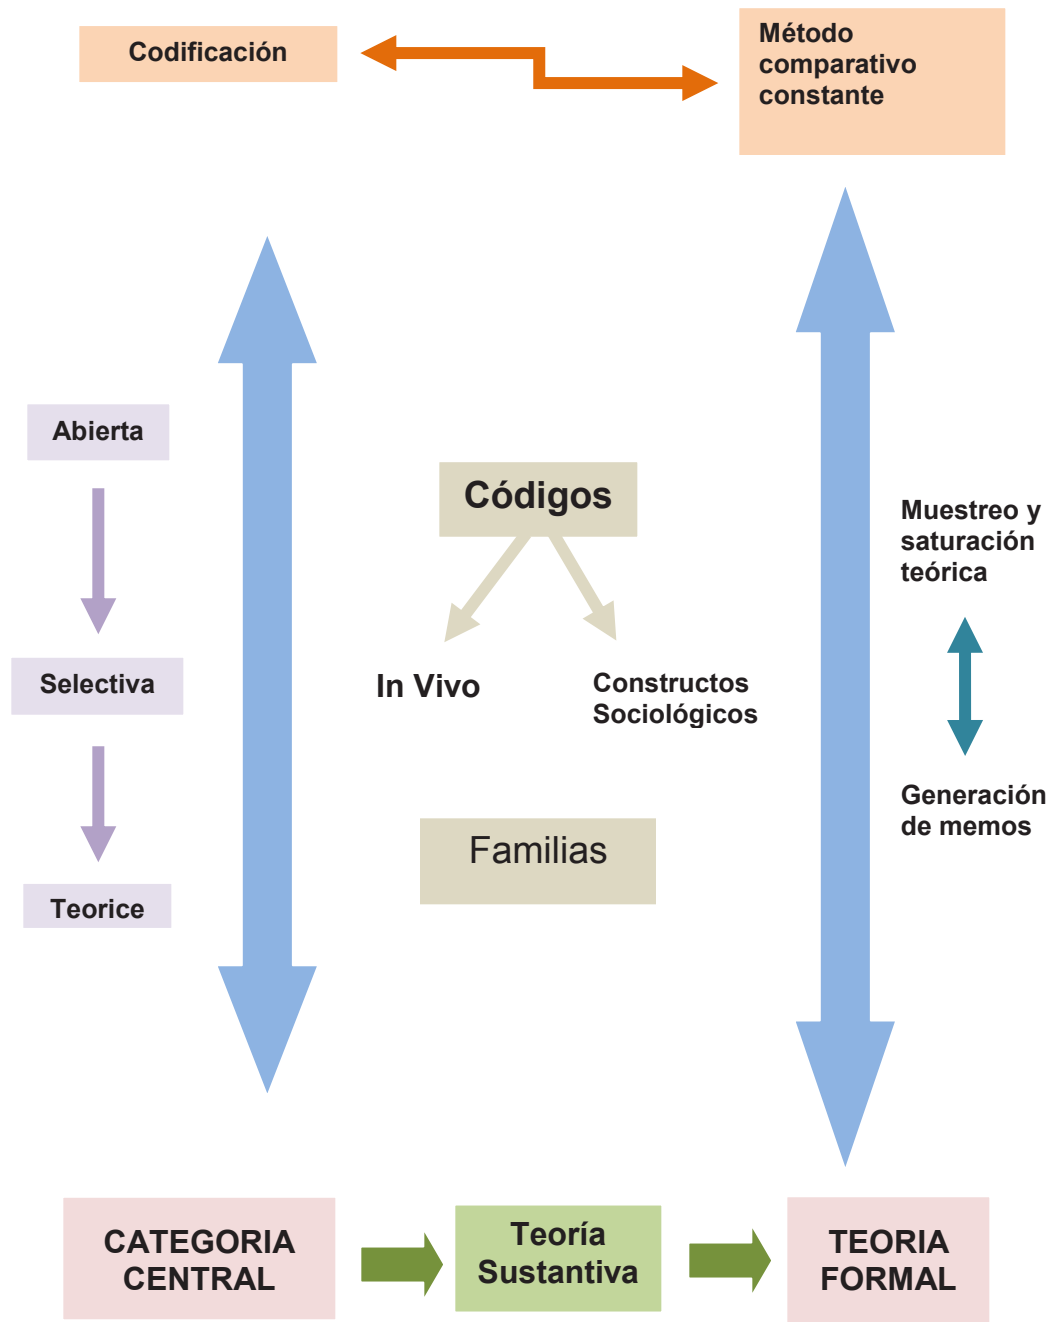 Codificación
Método
comparativo
constante
Abierta
Códigos
Muestreo y
saturación
teórica
Selectiva
In Vivo
Constructos
Sociológicos
Generación
de memos
Familias
Teorice
CATEGORIA
CENTRAL
Teoría
Sustantiva
TEORIA
FORMAL